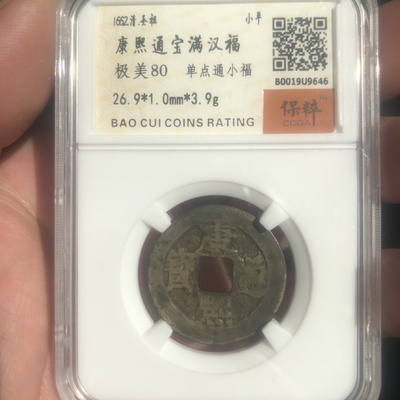 1662清圣祖 小平
康熙通宝满汉福
极美80 单点通小福
26.9*1.0mm*3.9g
BAO CUI COINS RATING
B0019U9646
保粹
CCGA
康熙通寶